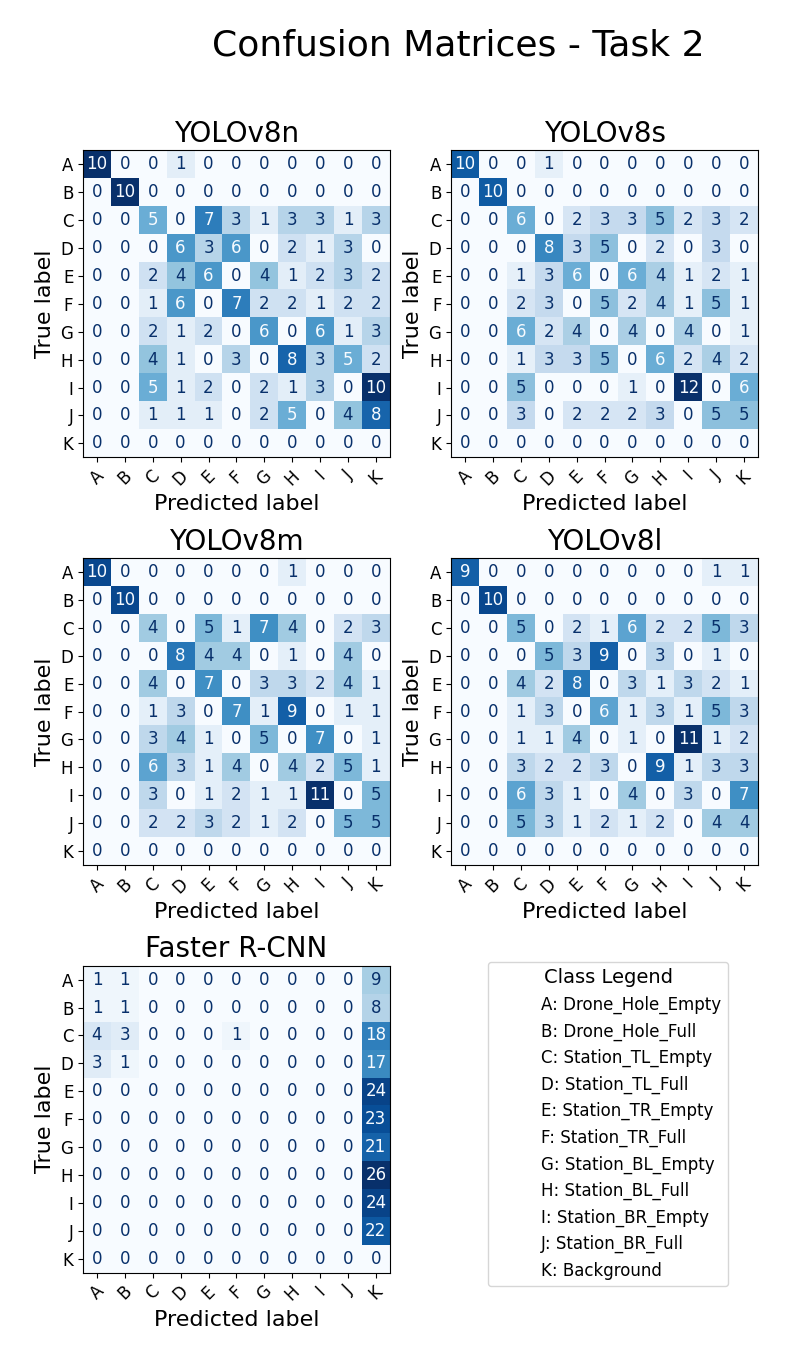 Confusion Matrices - Task 2
YOLOv8n
A 10 0 0 1 0 0 0 0 0 0 0
B 0 10 0 0 0 0 0 0 0 0 0
C 0 0 5 0 7 3 1 3 3 1 3
D 0 0 0 6 3 6 0 2 1 3 0
E 0 0 2 4 6 0 4 1 2 3 2
F 0 0 1 6 0 7 2 2 1 2 2
G 0 0 2 1 2 0 6 0 6 1 3
H 0 0 4 1 0 3 0 8 3 5 2
I 0 0 5 1 2 0 2 1 3 0 10
J 0 0 1 1 1 0 2 5 0 4 8
K 0 0 0 0 0 0 0 0 0 0 0
A B C D E F G H I J K
True label
Predicted label
YOLOv8s
A 10 0 0 1 0 0 0 0 0 0 0
B 0 10 0 0 0 0 0 0 0 0 0
C 0 0 6 0 2 3 3 5 2 3 2
D 0 0 0 8 3 5 0 2 0 3 0
E 0 0 1 3 6 0 6 4 1 2 1
F 0 0 2 3 0 5 2 4 1 5 1
G 0 0 6 2 4 0 4 0 4 0 1
H 0 0 1 3 3 5 0 6 2 4 2
I 0 0 5 0 0 0 1 0 12 0 6
J 0 0 3 0 2 2 2 3 0 5 5
K 0 0 0 0 0 0 0 0 0 0 0
A B C D E F G H I J K
True label
Predicted label
YOLOv8m
A 10 0 0 0 0 0 0 1 0 0 0
B 0 10 0 0 0 0 0 0 0 0 0
C 0 0 4 0 5 1 7 4 0 2 3
D 0 0 0 8 4 4 0 1 0 4 0
E 0 0 4 0 7 0 3 3 2 4 1
F 0 0 1 3 0 7 1 9 0 1 1
G 0 0 3 4 1 0 5 0 7 0 1
H 0 0 6 3 1 4 0 4 2 5 1
I 0 0 3 0 1 2 1 1 11 0 5
J 0 0 2 2 3 2 1 2 0 5 5
K 0 0 0 0 0 0 0 0 0 0 0
A B C D E F G H I J K
True label
Predicted label
YOLOv8l
A 9 0 0 0 0 0 0 0 0 1 1
B 0 10 0 0 0 0 0 0 0 0 0
C 0 0 5 0 2 1 6 2 2 5 3
D 0 0 0 5 3 9 0 3 0 1 0
E 0 0 4 2 8 0 3 1 3 2 1
F 0 0 1 3 0 6 1 3 1 5 3
G 0 0 1 1 4 0 1 0 11 1 2
H 0 0 3 2 2 3 0 9 1 3 3
I 0 0 6 3 1 0 4 0 3 0 7
J 0 0 5 3 1 2 1 2 0 4 4
K 0 0 0 0 0 0 0 0 0 0 0
A B C D E F G H I J K
True label
Predicted label
Faster R-CNN
A 1 1 0 0 0 0 0 0 0 0 9
B 1 1 0 0 0 0 0 0 0 0 8
C 4 3 0 0 0 1 0 0 0 0 18
D 3 1 0 0 0 0 0 0 0 0 17
E 0 0 0 0 0 0 0 0 0 0 24
F 0 0 0 0 0 0 0 0 0 0 23
G 0 0 0 0 0 0 0 0 0 0 21
H 0 0 0 0 0 0 0 0 0 0 26
I 0 0 0 0 0 0 0 0 0 0 24
J 0 0 0 0 0 0 0 0 0 0 22
K 0 0 0 0 0 0 0 0 0 0 0
A B C D E F G H I J K
True label
Predicted label
Class Legend
A: Drone_Hole_Empty
B: Drone_Hole_Full
C: Station_TL_Empty
D: Station_TL_Full
E: Station_TR_Empty
F: Station_TR_Full
G: Station_BL_Empty
H: Station_BL_Full
I: Station_BR_Empty
J: Station_BR_Full
K: Background